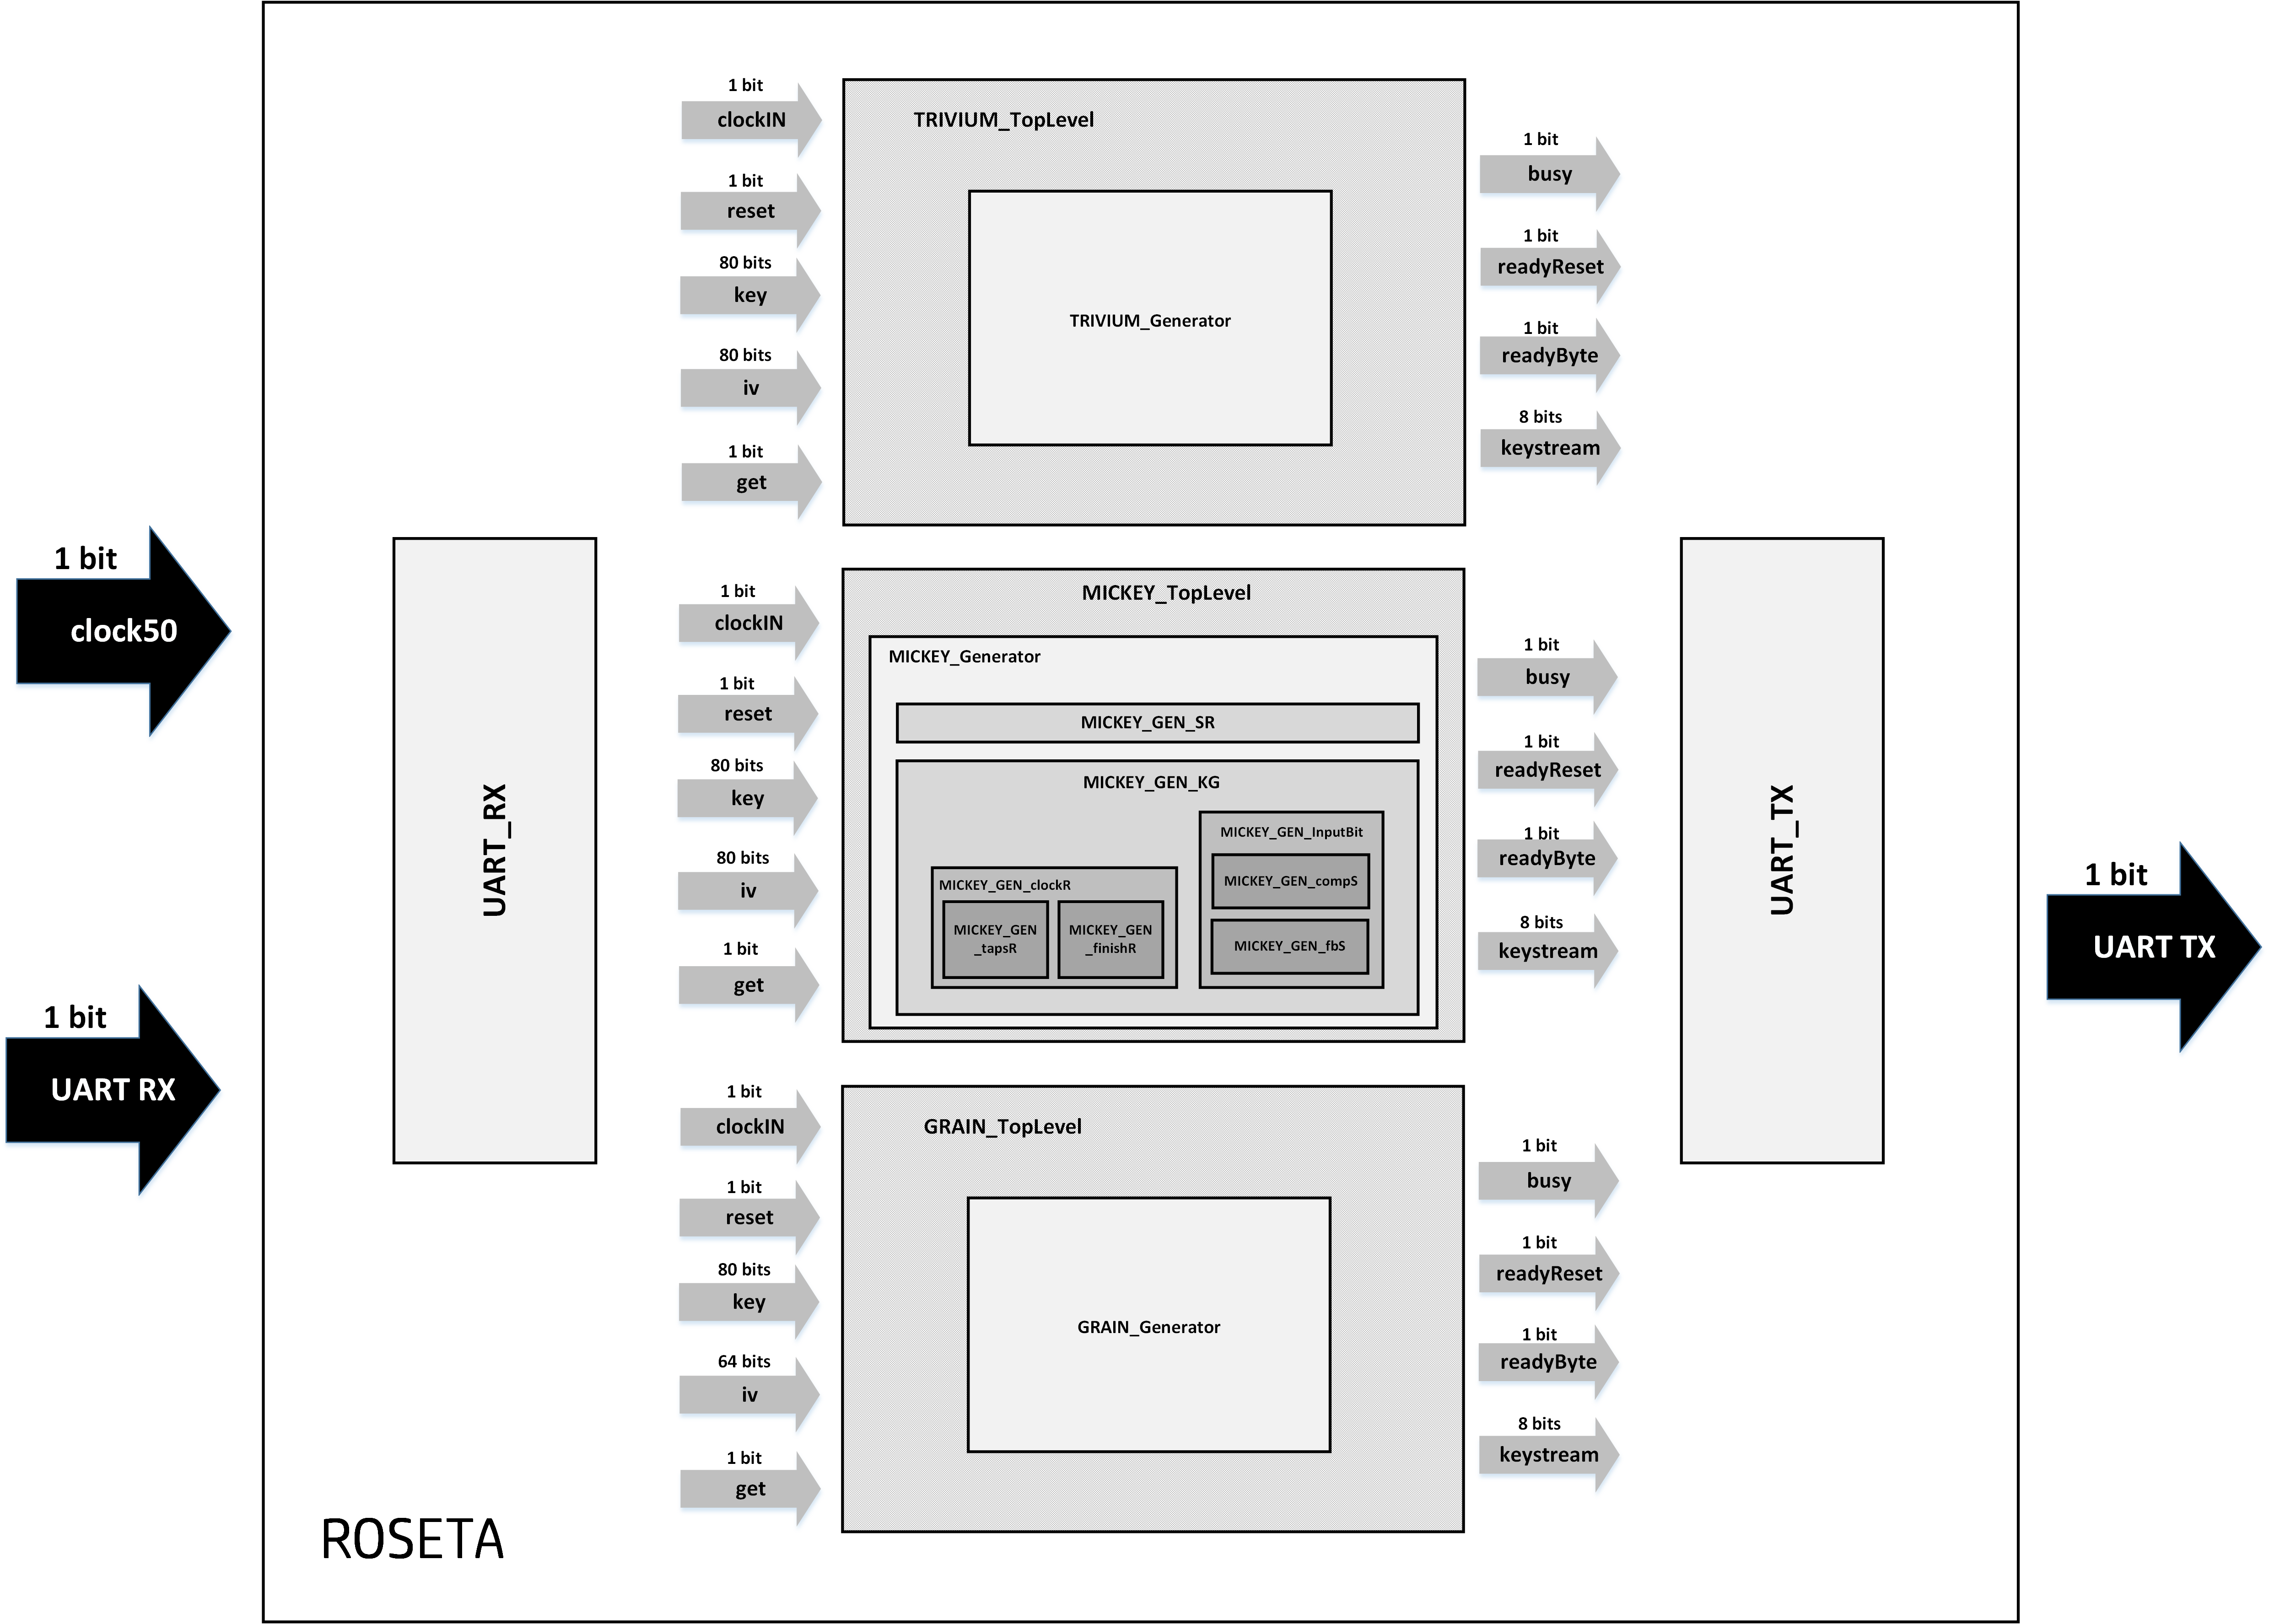 1 bit
clock50
1 bit
UART RX
UART_RX
1 bit
clockIN
1 bit
reset
80 bits
key
80 bits
iv
1 bit
get
TRIVIUM_TopLevel
TRIVIUM_Generator
1 bit
busy
1 bit
readyReset
1 bit
readyByte
8 bits
keystream
1 bit
clockIN
1 bit
reset
80 bits
key
80 bits
iv
1 bit
get
MICKEY_TopLevel
MICKEY_Generator
MICKEY_GEN_SR
MICKEY_GEN_KG
MICKEY_GEN_clockR
MICKEY_GEN
_tapsR
MICKEY_GEN
_finishR
MICKEY_GEN_InputBit
MICKEY_GEN_compS
MICKEY_GEN_fbS
1 bit
busy
1 bit
readyReset
1 bit
readyByte
8 bits
keystream
1 bit
clockIN
1 bit
reset
80 bits
key
64 bits
iv
1 bit
get
GRAIN_TopLevel
GRAIN_Generator
1 bit
busy
1 bit
readyReset
1 bit
readyByte
8 bits
keystream
UART_TX
1 bit
UART TX
ROSETA